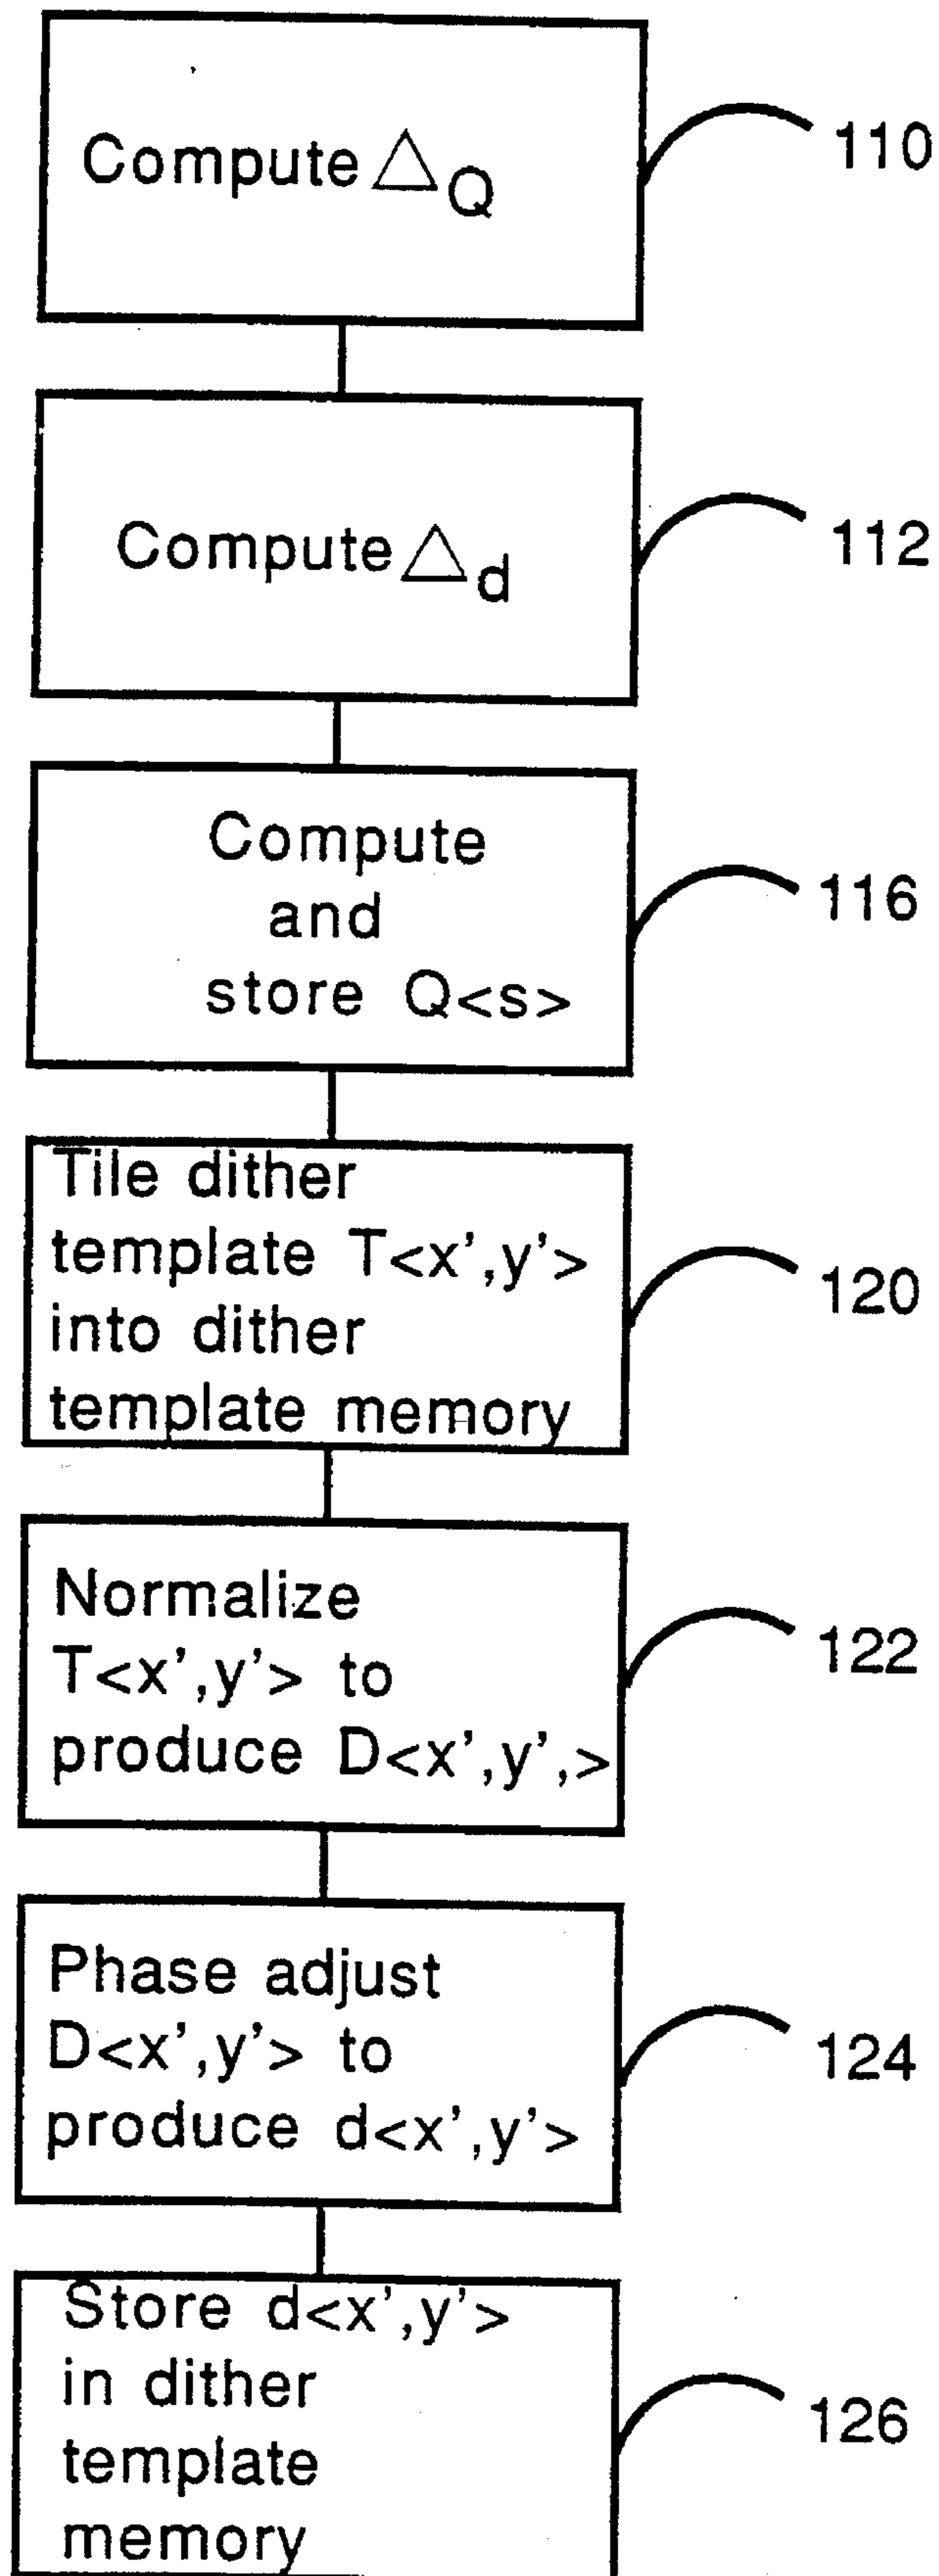 Compute △Q
110
Compute △d
112
Compute
and
store Q<s>
116
Tile dither
template T<x',y'>
into dither
template memory
120
Normalize
T<x',y'> to
produce D<x',y',>
122
Phase adjust
D<x',y'> to
produce d<x',y'>
124
Store d<x',y'>
in dither
template
memory
126